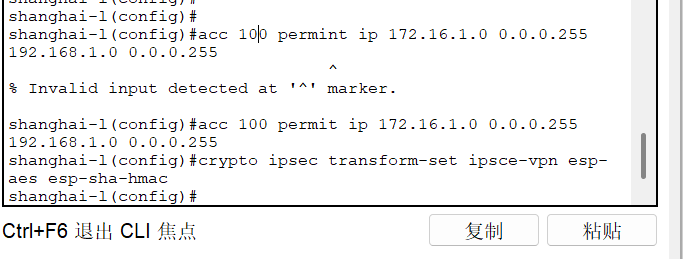 shanghai-l(config)#
shanghai-l(config)#
shanghai-l(config)#acc 100 permint ip 172.16.1.0 0.0.0.255
192.168.1.0 0.0.0.255
^
% Invalid input detected at '^' marker.
shanghai-l(config)#acc 100 permit ip 172.16.1.0 0.0.0.255
192.168.1.0 0.0.0.255
shanghai-l(config)#crypto ipsec transform-set ipsce-vpn esp-
aes esp-sha-hmac
shanghai-l(config)#
Ctrl+F6 退出 CLI 焦点
复制
粘贴